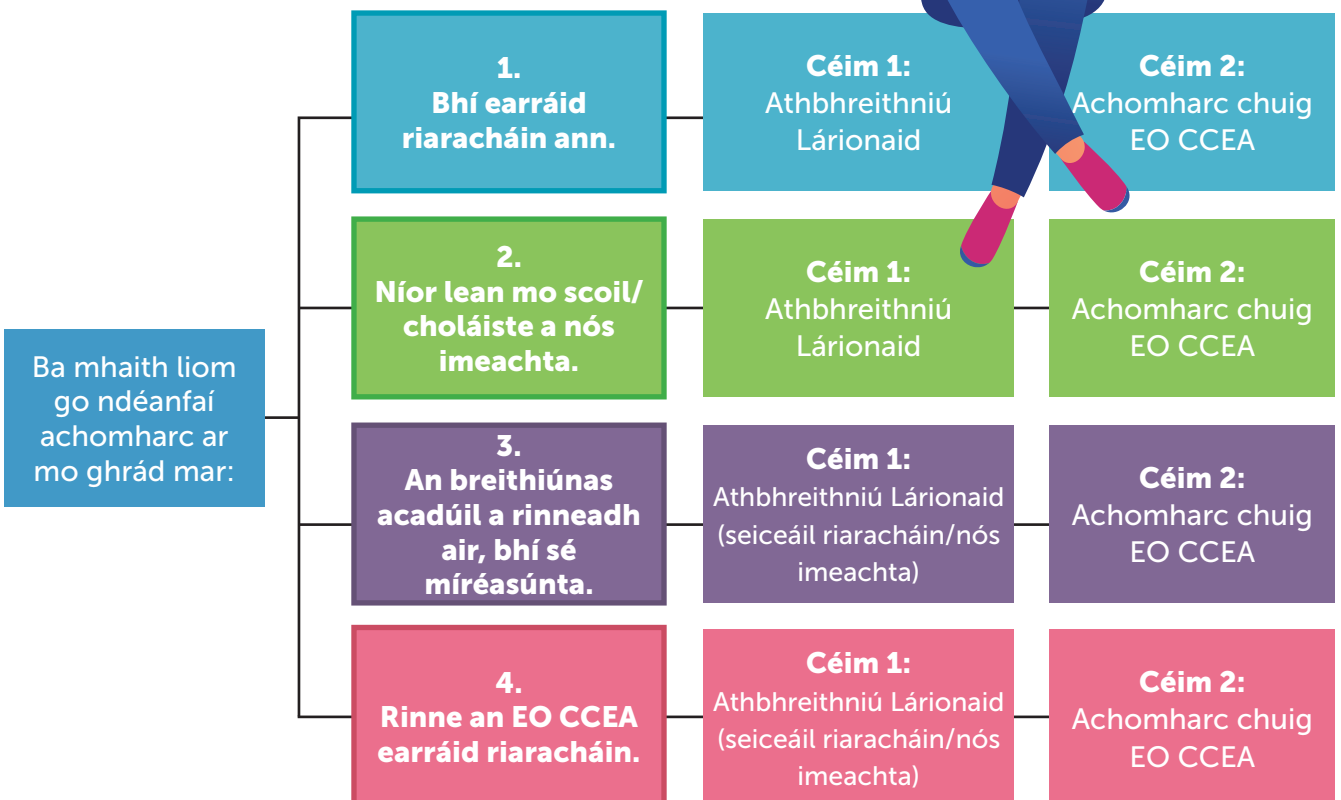 Ba mhaith liom
go ndéanfaí
achomharc ar
mo ghrád mar:
1.
Bhí earráid
riaracháin ann.
Céim 1:
Athbhreithniú
Lárionaid
Céim 2:
Achomharc chuig
EO CCEA
2.
Níor lean mo scoil/
choláiste a nós
imeachta.
Céim 1:
Athbhreithniú
Lárionaid
Céim 2:
Achomharc chuig
EO CCEA
3.
An breithiúnas
acadúil a rinneadh
air, bhí sé
míréasúnta.
Céim 1:
Athbhreithniú Lárionaid
(seiceáil riaracháin/nós
imeachta)
Céim 2:
Achomharc chuig
EO CCEA
4.
Rinne an EO CCEA
earráid riaracháin.
Céim 1:
Athbhreithniú Lárionaid
(seiceáil riaracháin/nós
imeachta)
Céim 2:
Achomharc chuig
EO CCEA